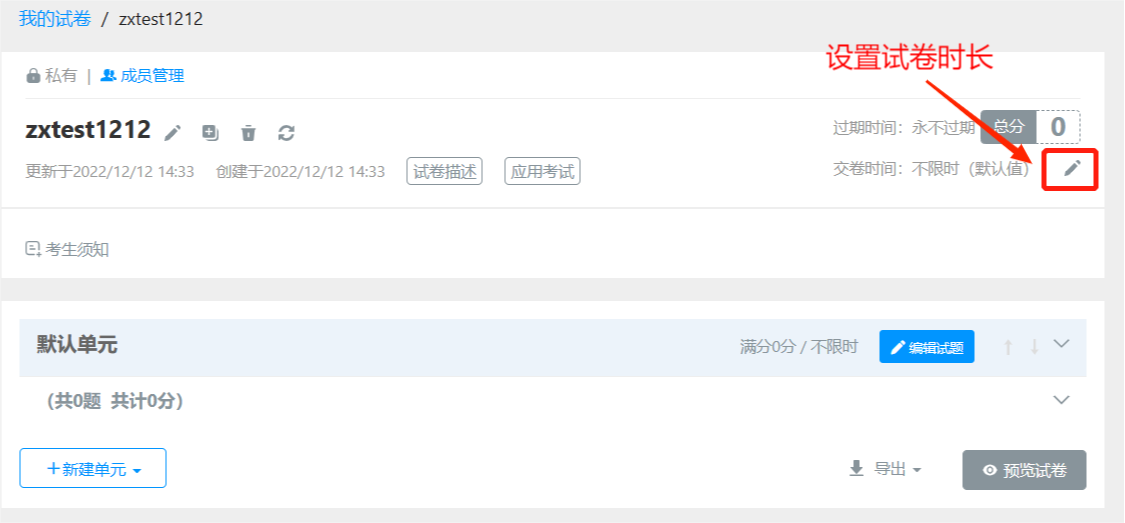 我的试卷 / zxtest1212
设置试卷时长
私有 | 成员管理
zxtest1212
过期时间：永不过期 总分 0
更新于2022/12/12 14:33 创建于2022/12/12 14:33 试卷描述 应用考试
交卷时间：不限时（默认值）
考生须知
默认单元 满分0分 / 不限时 编辑试题
（共0题 共计0分）
新建单元 导出 预览试卷